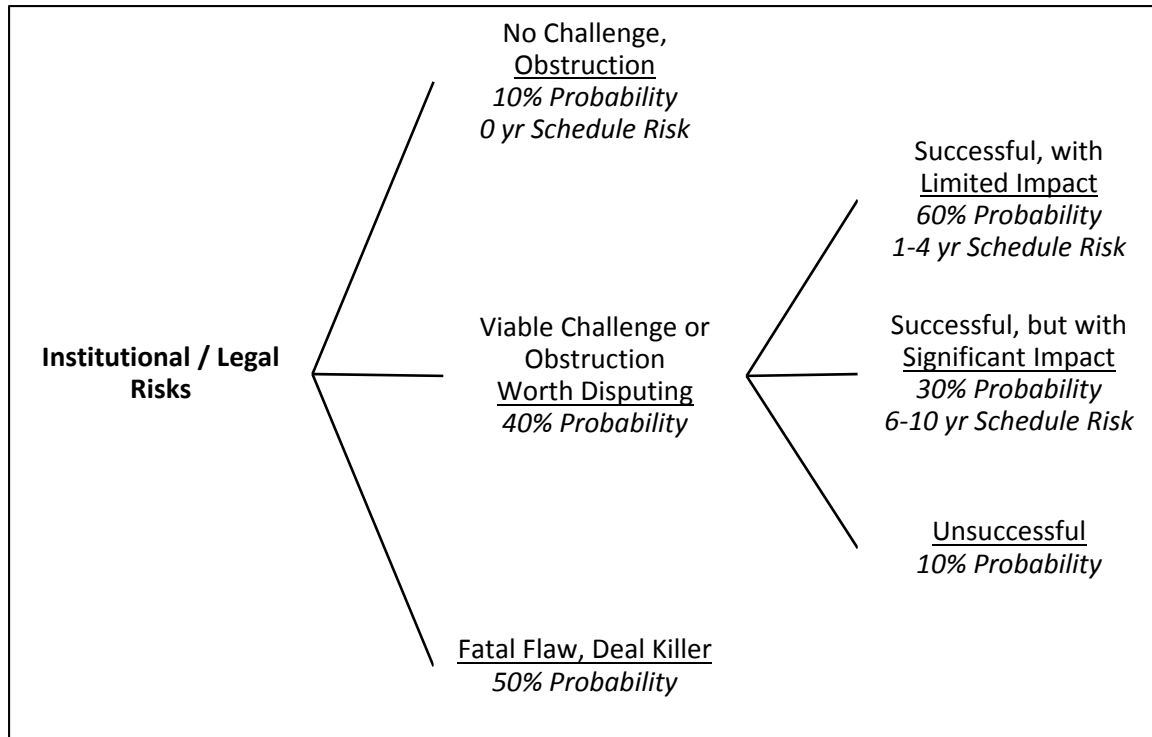 No Challenge,
Obstruction
10% Probability
0 yr Schedule Risk
Successful, with
Limited Impact
60% Probability
1-4 yr Schedule Risk
Institutional / Legal
Risks
Viable Challenge or
Obstruction
Worth Disputing
40% Probability
Successful, but with
Significant Impact
30% Probability
6-10 yr Schedule Risk
Unsuccessful
10% Probability
Fatal Flaw, Deal Killer
50% Probability